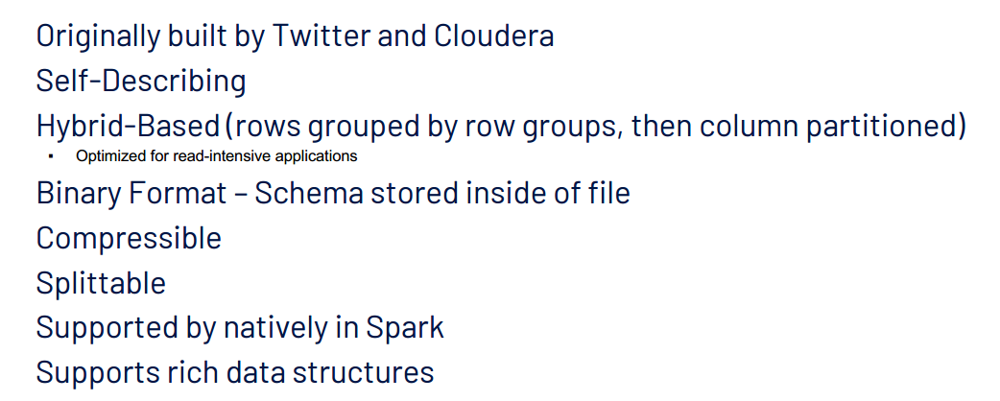 Originally built by Twitter and Cloudera
Self-Describing
Hybrid-Based (rows grouped by row groups, then column partitioned)
▪ Optimized for read-intensive applications
Binary Format – Schema stored inside of file
Compressible
Splittable
Supported by natively in Spark
Supports rich data structures